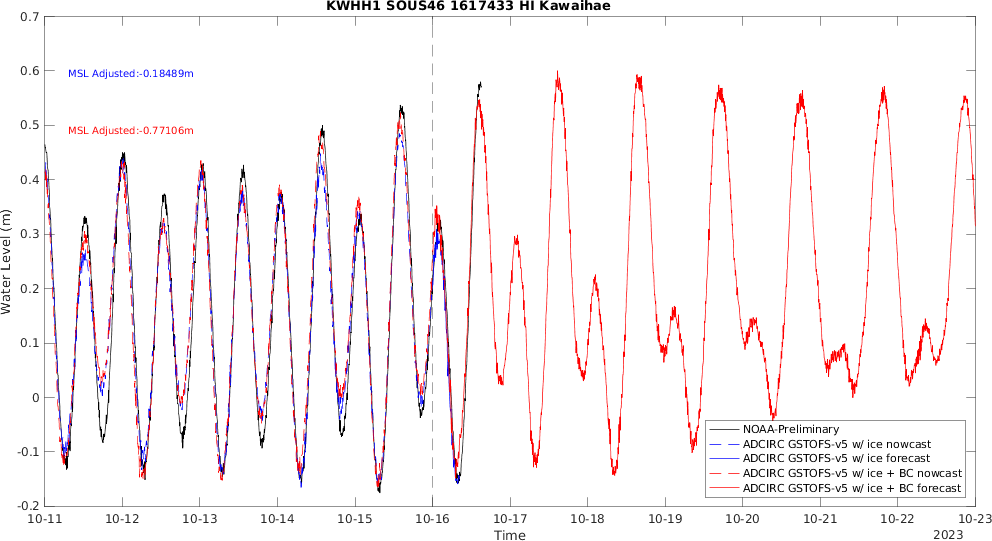 KWHH1 SOUS46 1617433 HI Kawaihae
0.7
0.6
0.5
0.4
0.3
0.2
0.1
0
-0.1
-0.2
Water Level (m)
MSL Adjusted:-0.18489m
MSL Adjusted:-0.77106m
NOAA-Preliminary
ADCIRC GSTOFS-v5 w/ ice nowcast
ADCIRC GSTOFS-v5 w/ ice forecast
ADCIRC GSTOFS-v5 w/ ice + BC nowcast
ADCIRC GSTOFS-v5 w/ ice + BC forecast
10-11 10-12 10-13 10-14 10-15 10-16 10-17 10-18 10-19 10-20 10-21 10-22 10-23
Time
2023